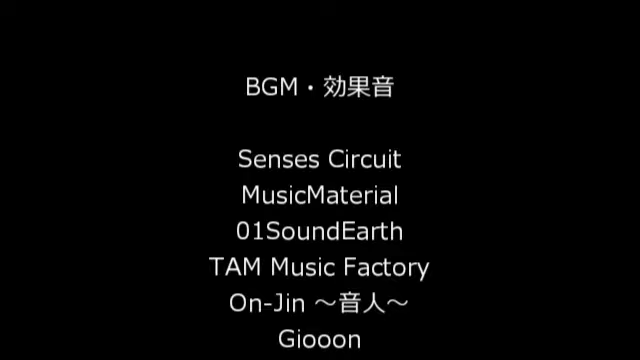 BGM・効果音
Senses Circuit
MusicMaterial
01SoundEarth
TAM Music Factory
On-Jin ～音人～
Giooon